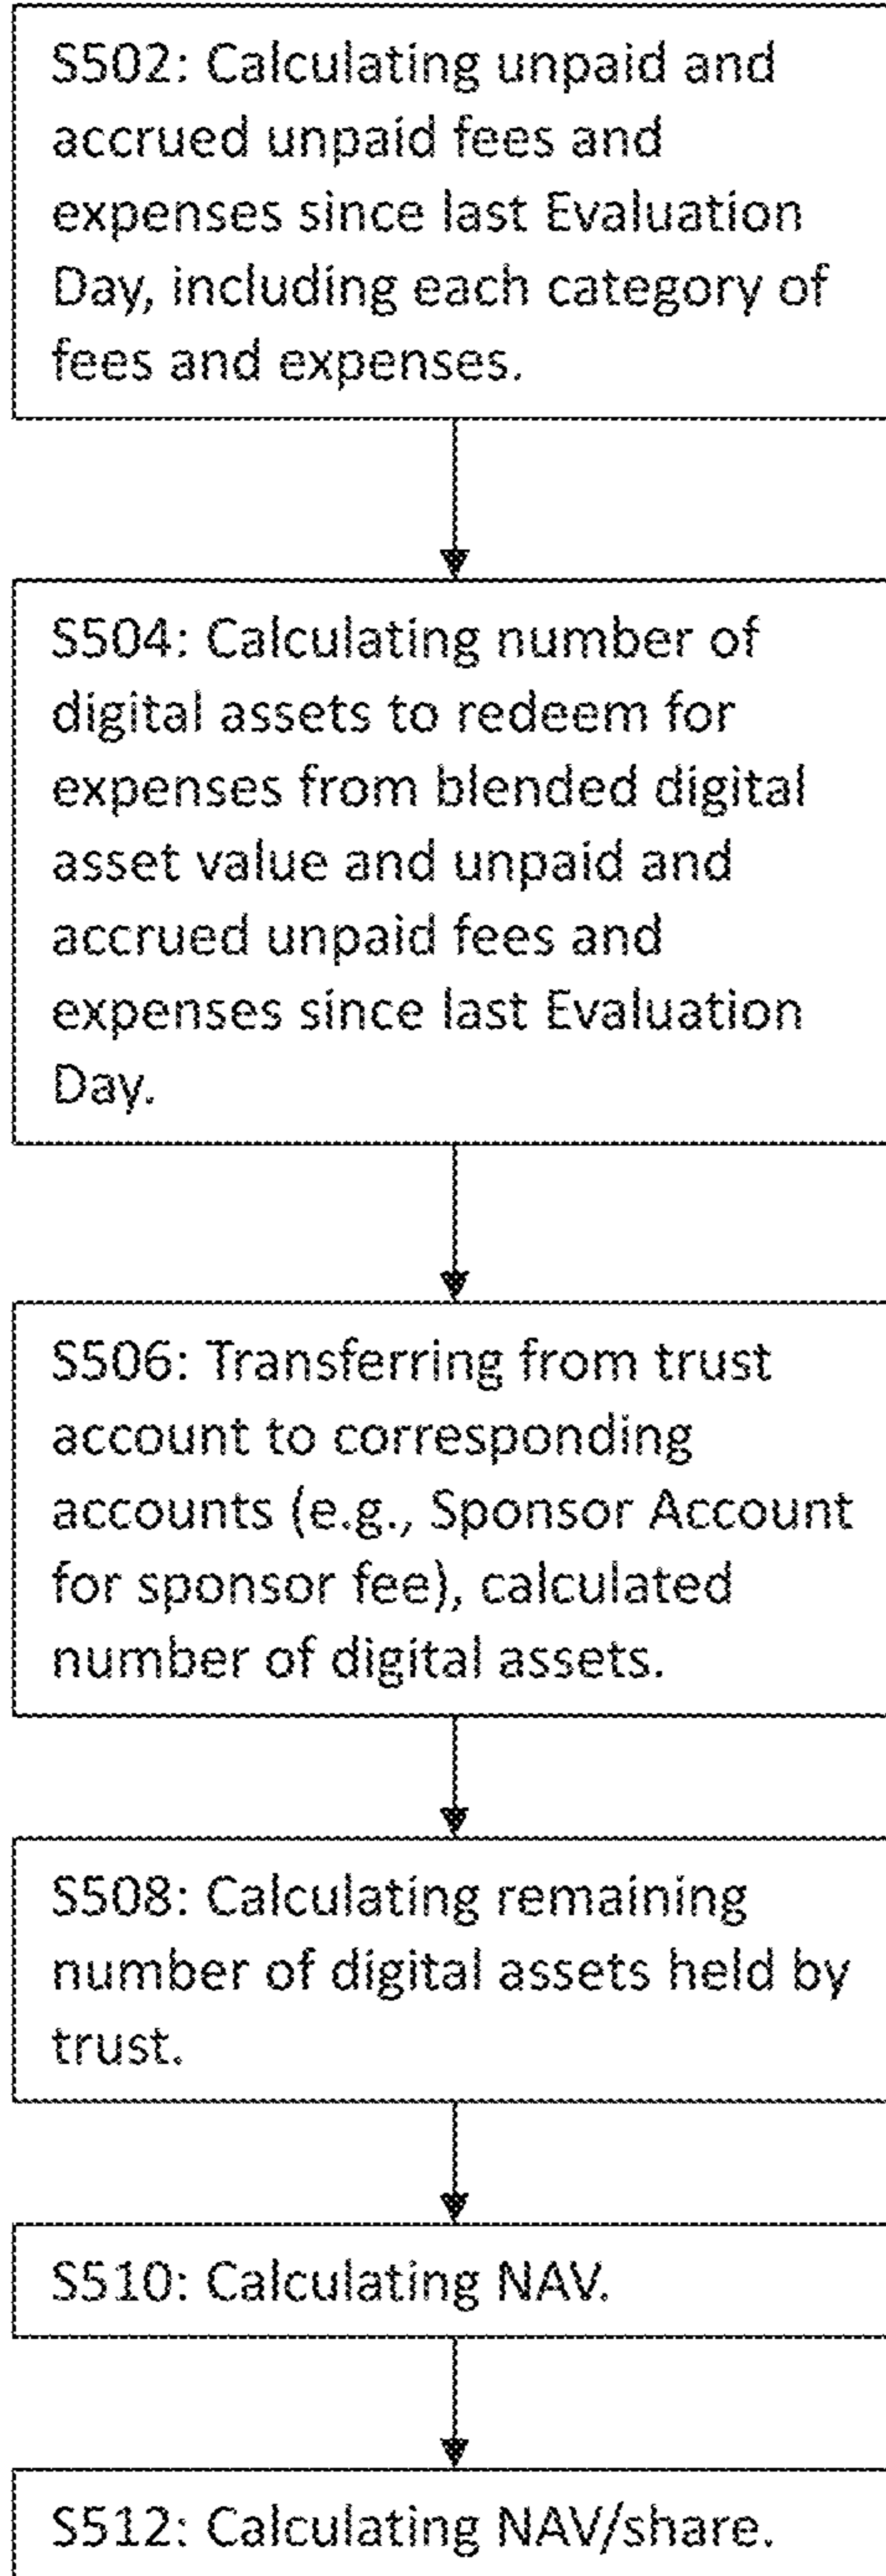 S502: Calculating unpaid and
accrued unpaid fees and
expenses since last Evaluation
Day, including each category of
fees and expenses.
S504: Calculating number of
digital assets to redeem for
expenses from blended digital
asset value and unpaid and
accrued unpaid fees and
expenses since last Evaluation
Day.
S506: Transferring from trust
account to corresponding
accounts (e.g., Sponsor Account
for sponsor fee), calculated
number of digital assets.
S508: Calculating remaining
number of digital assets held by
trust.
S510: Calculating NAV.
S512: Calculating NAV/share.